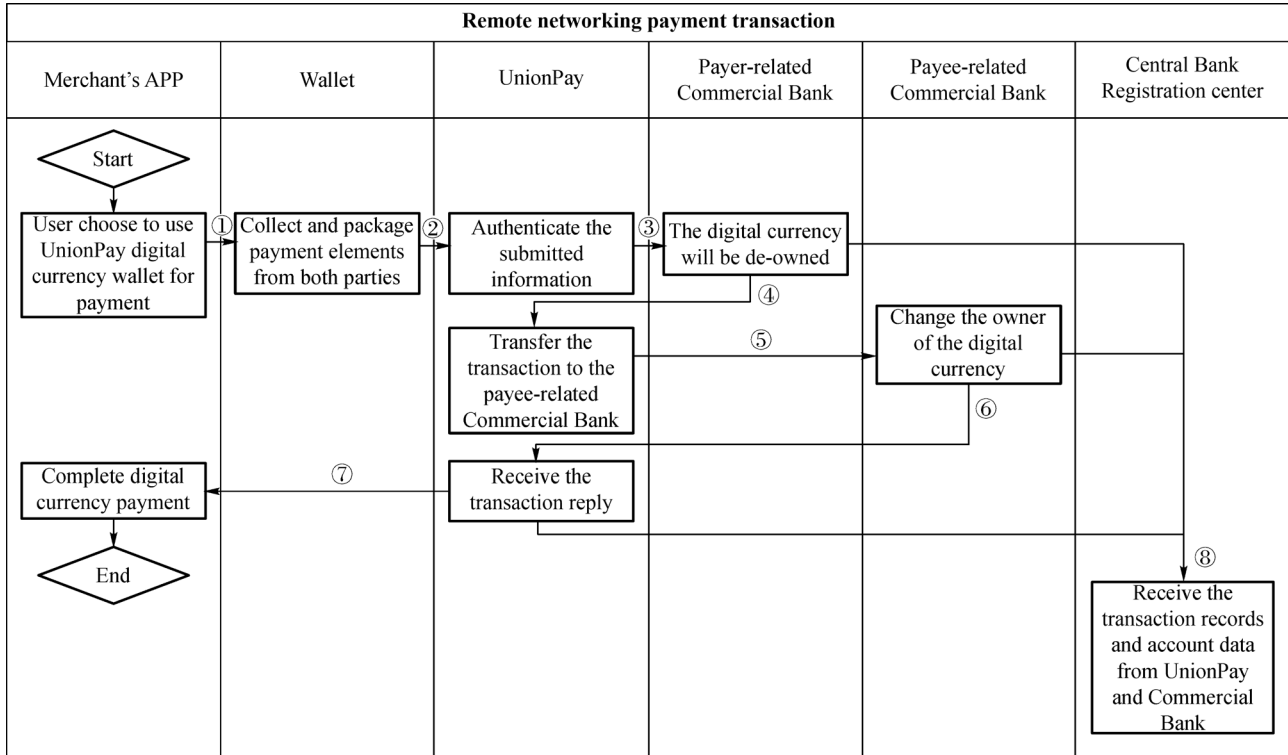 Remote networking payment transaction
Merchant's APP
Wallet
UnionPay
Payer-related
Commercial Bank
Payee-related
Commercial Bank
Central Bank
Registration center
Start
User choose to use
UnionPay digital
currency wallet for
payment
①
Collect and package
payment elements
from both parties
②
Authenticate the
submitted
information
③
The digital currency
will be de-owned
④
Transfer the
transaction to the
payee-related
Commercial Bank
⑤
Change the owner
of the digital
currency
⑥
Receive the
transaction reply
⑦
Complete digital
currency payment
End
⑧
Receive the
transaction records
and account data
from UnionPay
and Commercial
Bank